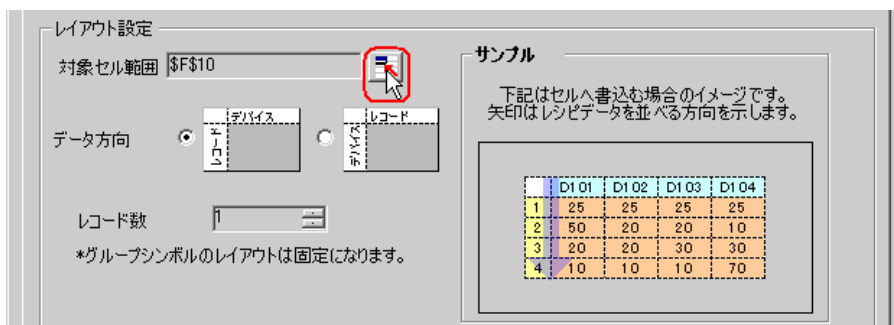 レイアウト設定
対象セル範囲 $F$10
データ方向
デバイス
レコード
レコード
デバイス
レコード数 1
*グループシンボルのレイアウトは固定になります。
サンプル
下記はセルへ書込む場合のイメージです。
矢印はレシピデータを並べる方向を示します。
D101 D102 D103 D104
1 25 25 25 25
2 50 20 20 10
3 20 20 30 30
4 10 10 10 70